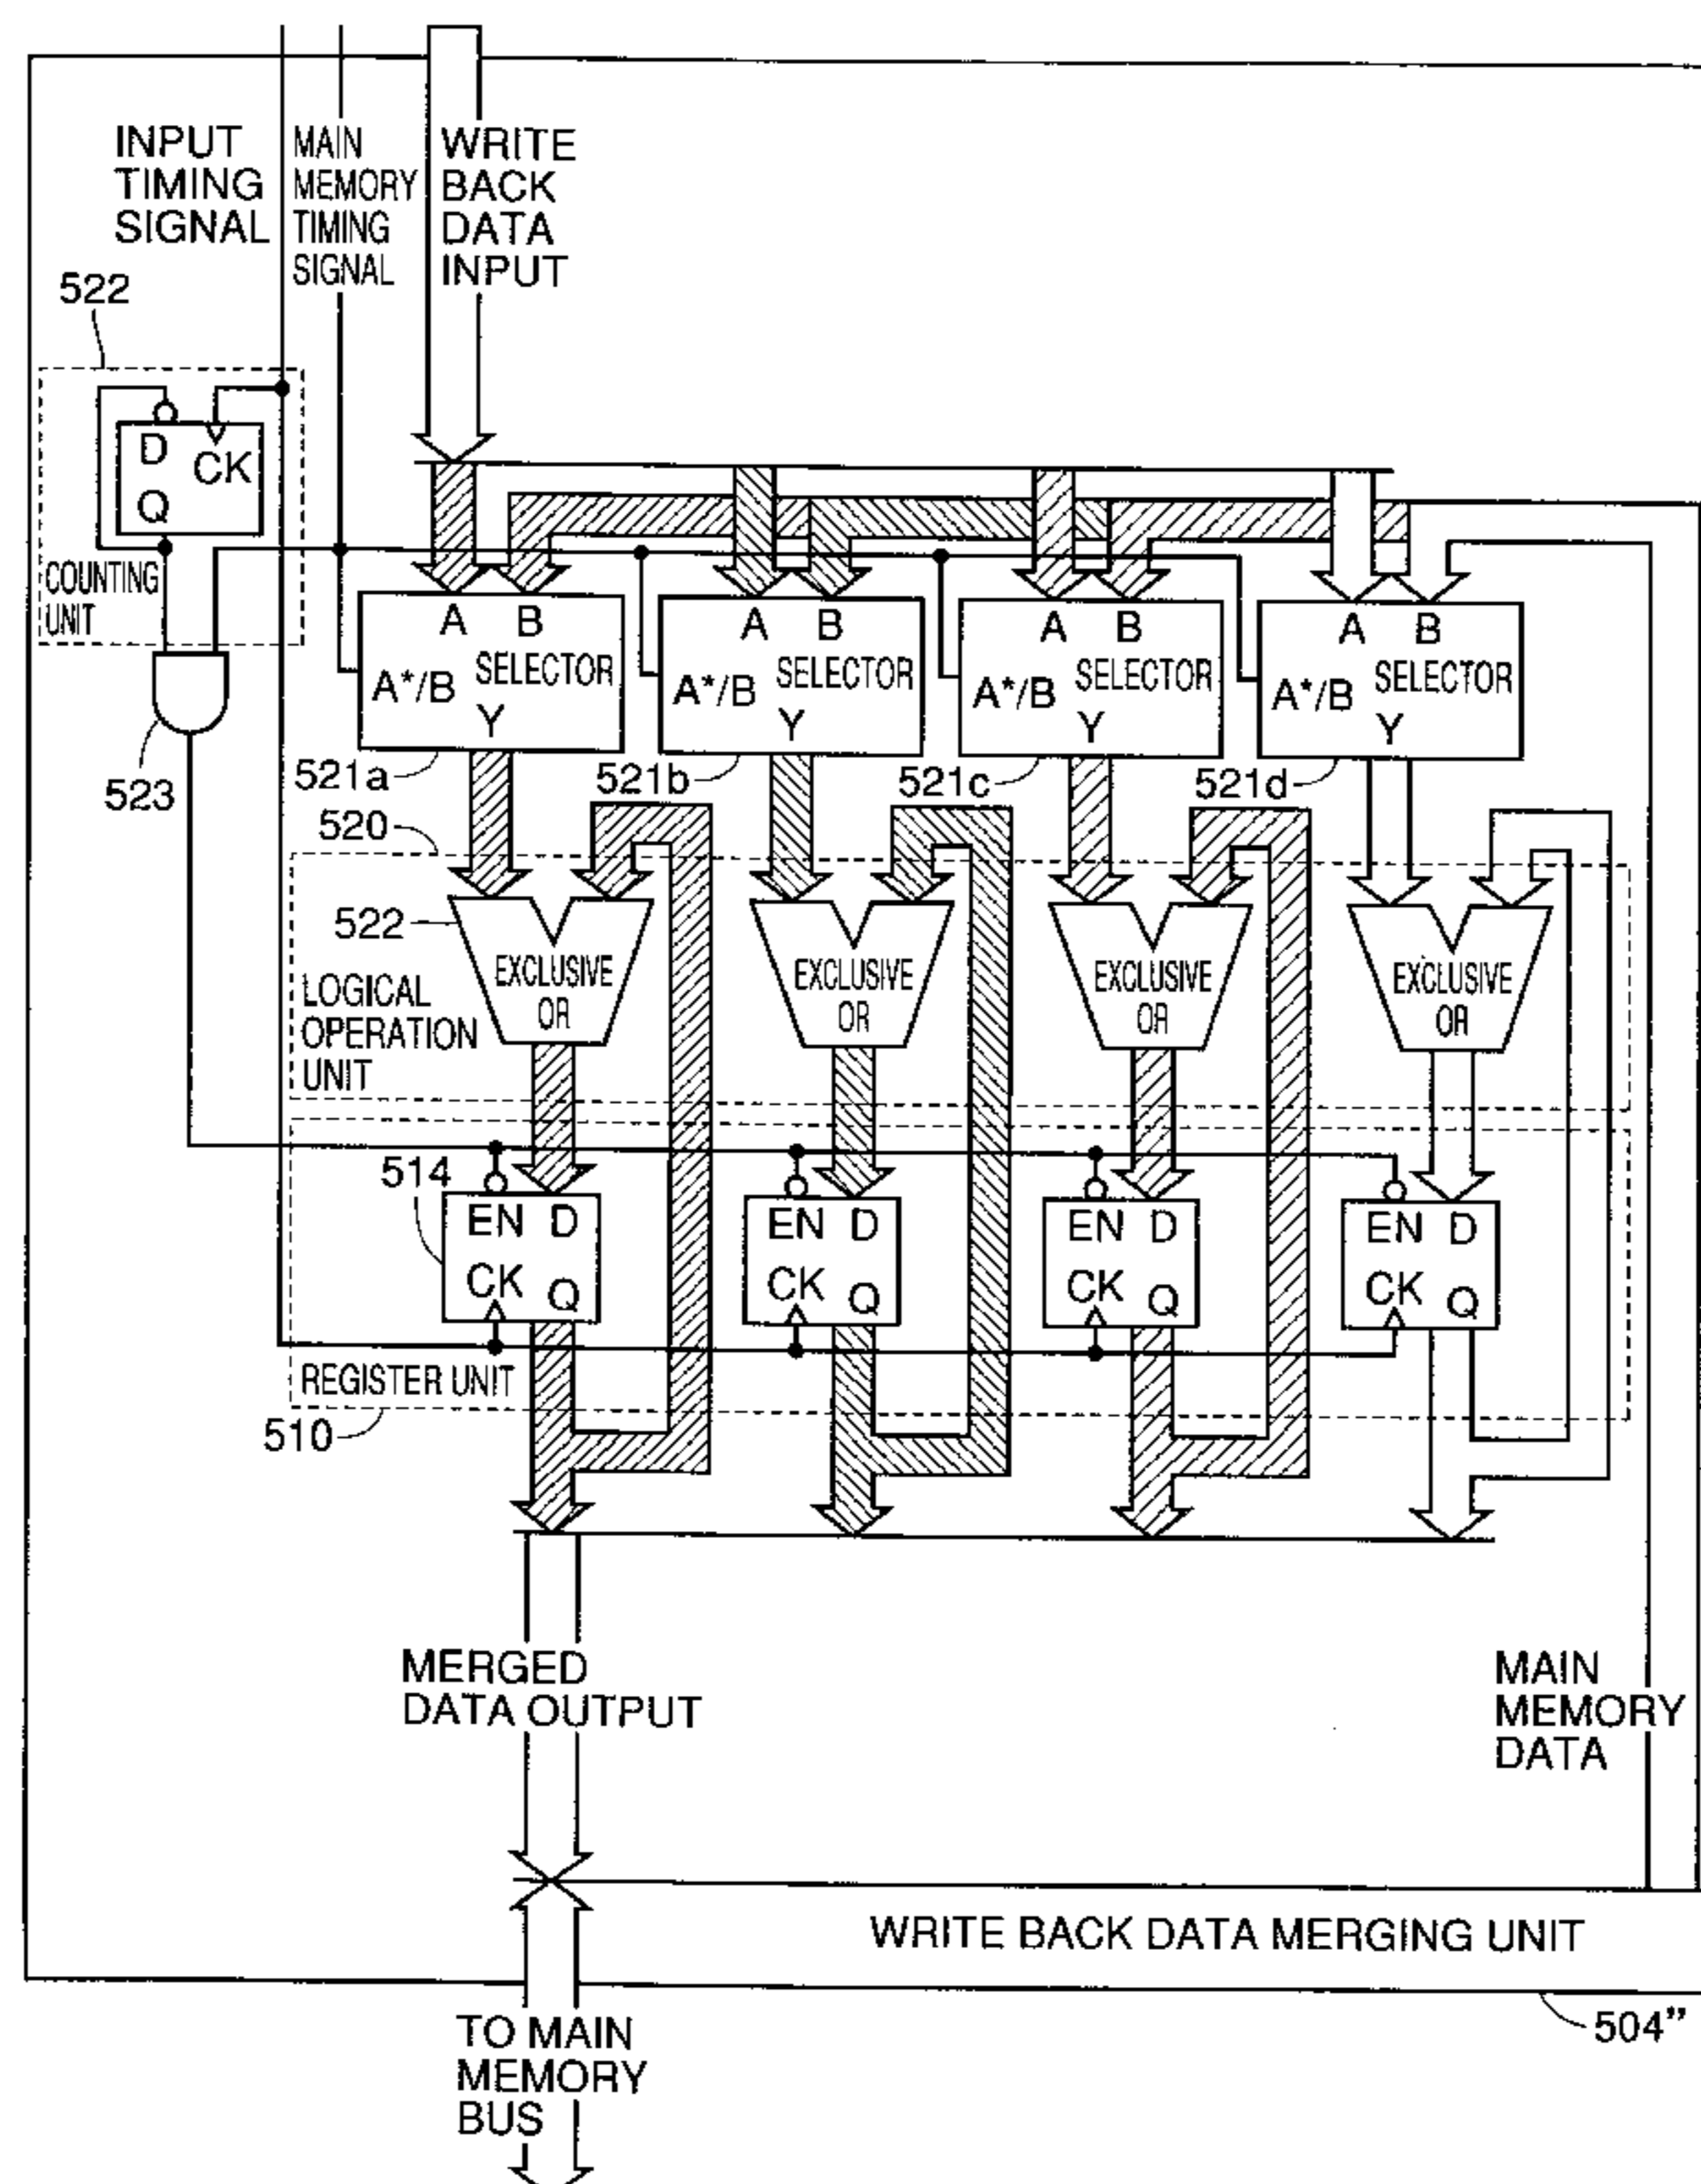 INPUT
TIMING
SIGNAL
MAIN
MEMORY
TIMING
SIGNAL
WRITE
BACK
DATA
INPUT
522
D
CK
Q
COUNTING
UNIT
A B
A*/B SELECTOR
Y
A B
A*/B SELECTOR
Y
A B
A*/B SELECTOR
Y
A B
A*/B SELECTOR
Y
523
521a
521b
521c
521d
520
522
EXCLUSIVE
OR
EXCLUSIVE
OR
EXCLUSIVE
OR
EXCLUSIVE
OR
LOGICAL
OPERATION
UNIT
514
EN D
CK Q
EN D
CK Q
EN D
CK Q
EN D
CK Q
REGISTER UNIT
510
MERGED
DATA OUTPUT
MAIN
MEMORY
DATA
WRITE BACK DATA MERGING UNIT
504”
TO MAIN
MEMORY
BUS